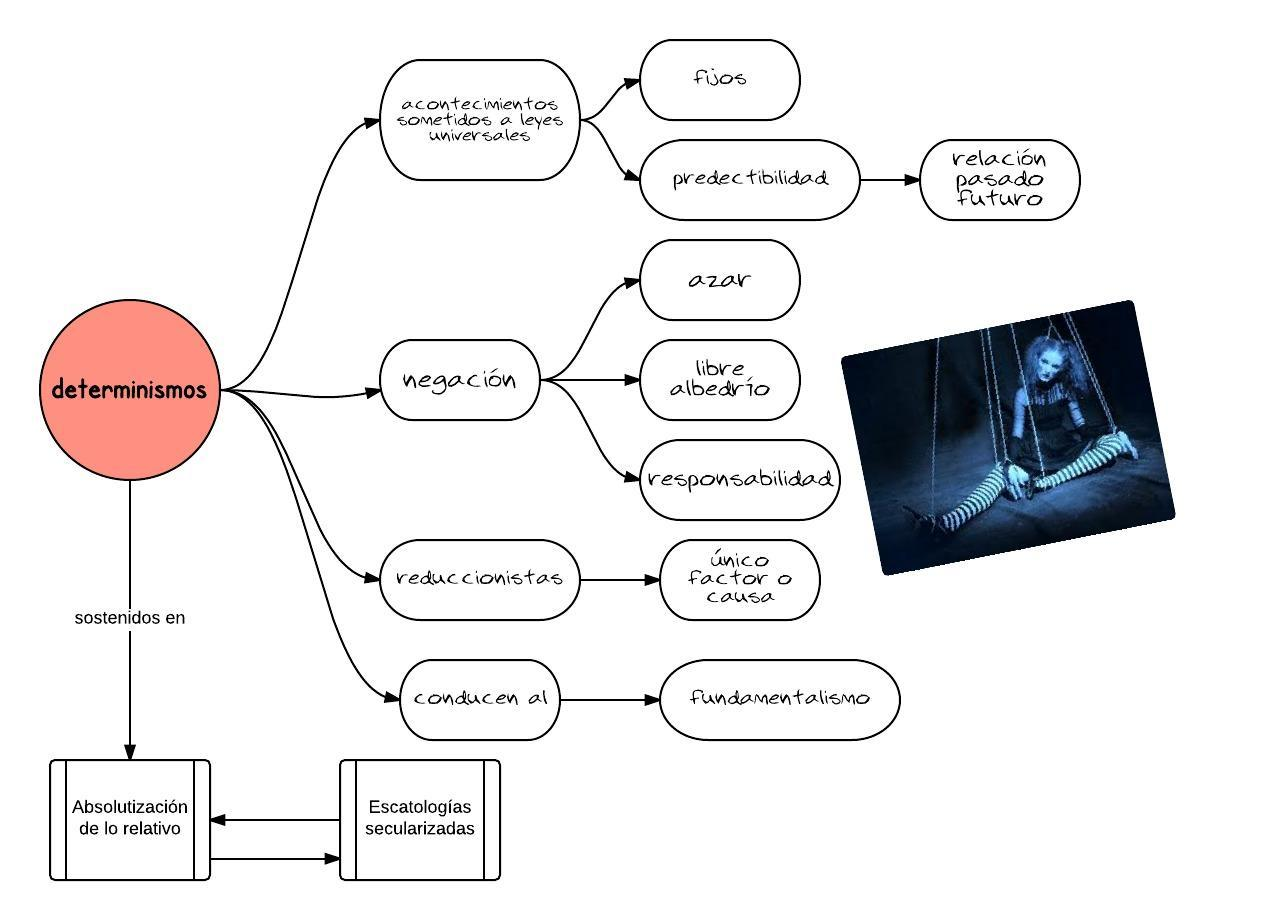 fijos
acontecimientos
sometidos a leyes
universales
predectibilidad
relación
pasado
futuro
azar
determinismos
negación
libre
albedrío
responsabilidad
reduccionistas
único
factor o
causa
sostenidos en
conducen al
fundamentalismo
Absolutización
de lo relativo
Escatologías
secularizadas